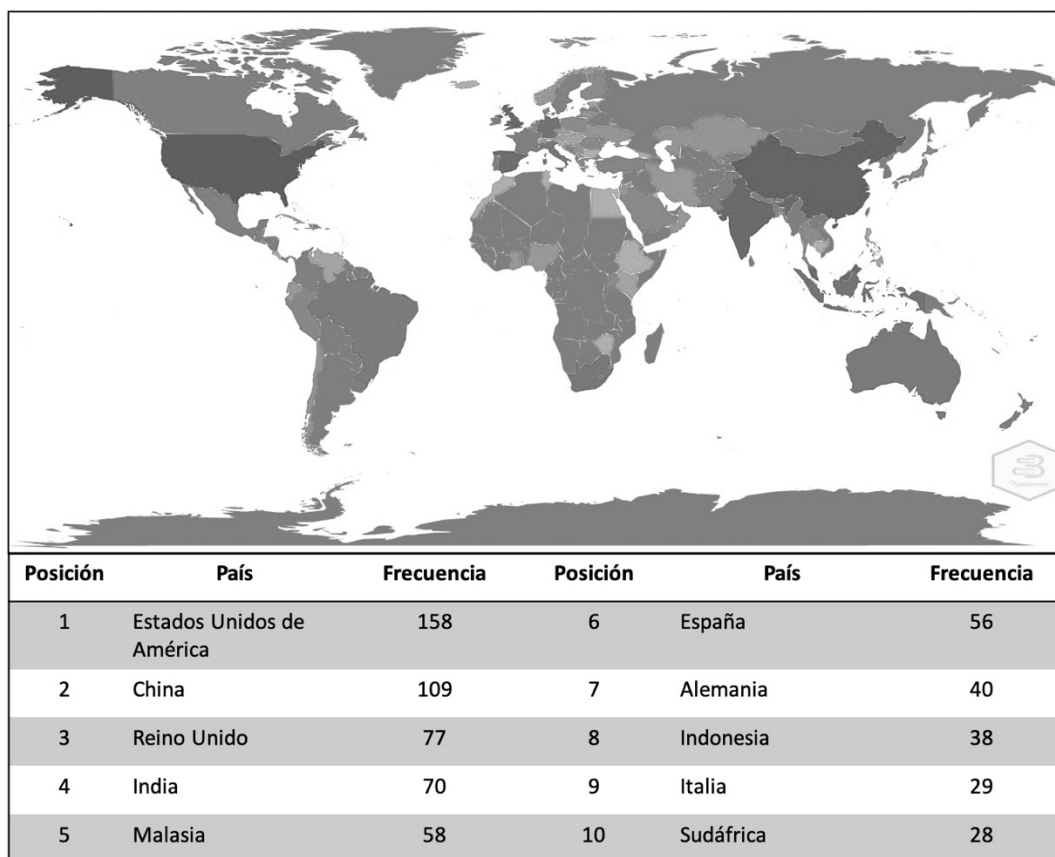 Posición País Frecuencia Posición País Frecuencia
1 Estados Unidos de América 158 6 España 56
2 China 109 7 Alemania 40
3 Reino Unido 77 8 Indonesia 38
4 India 70 9 Italia 29
5 Malasia 58 10 Sudáfrica 28